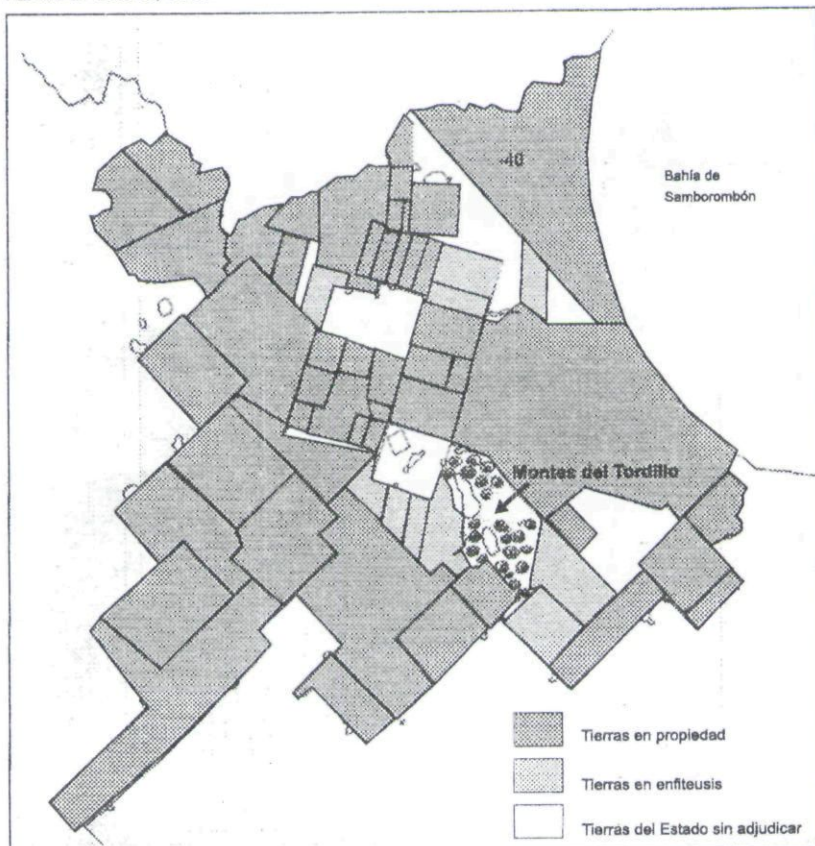 -40
Bahía de
Samborombón
Montes del Tordillo
Tierras en propiedad
Tierras en enfiteusis
Tierras del Estado sin adjudicar